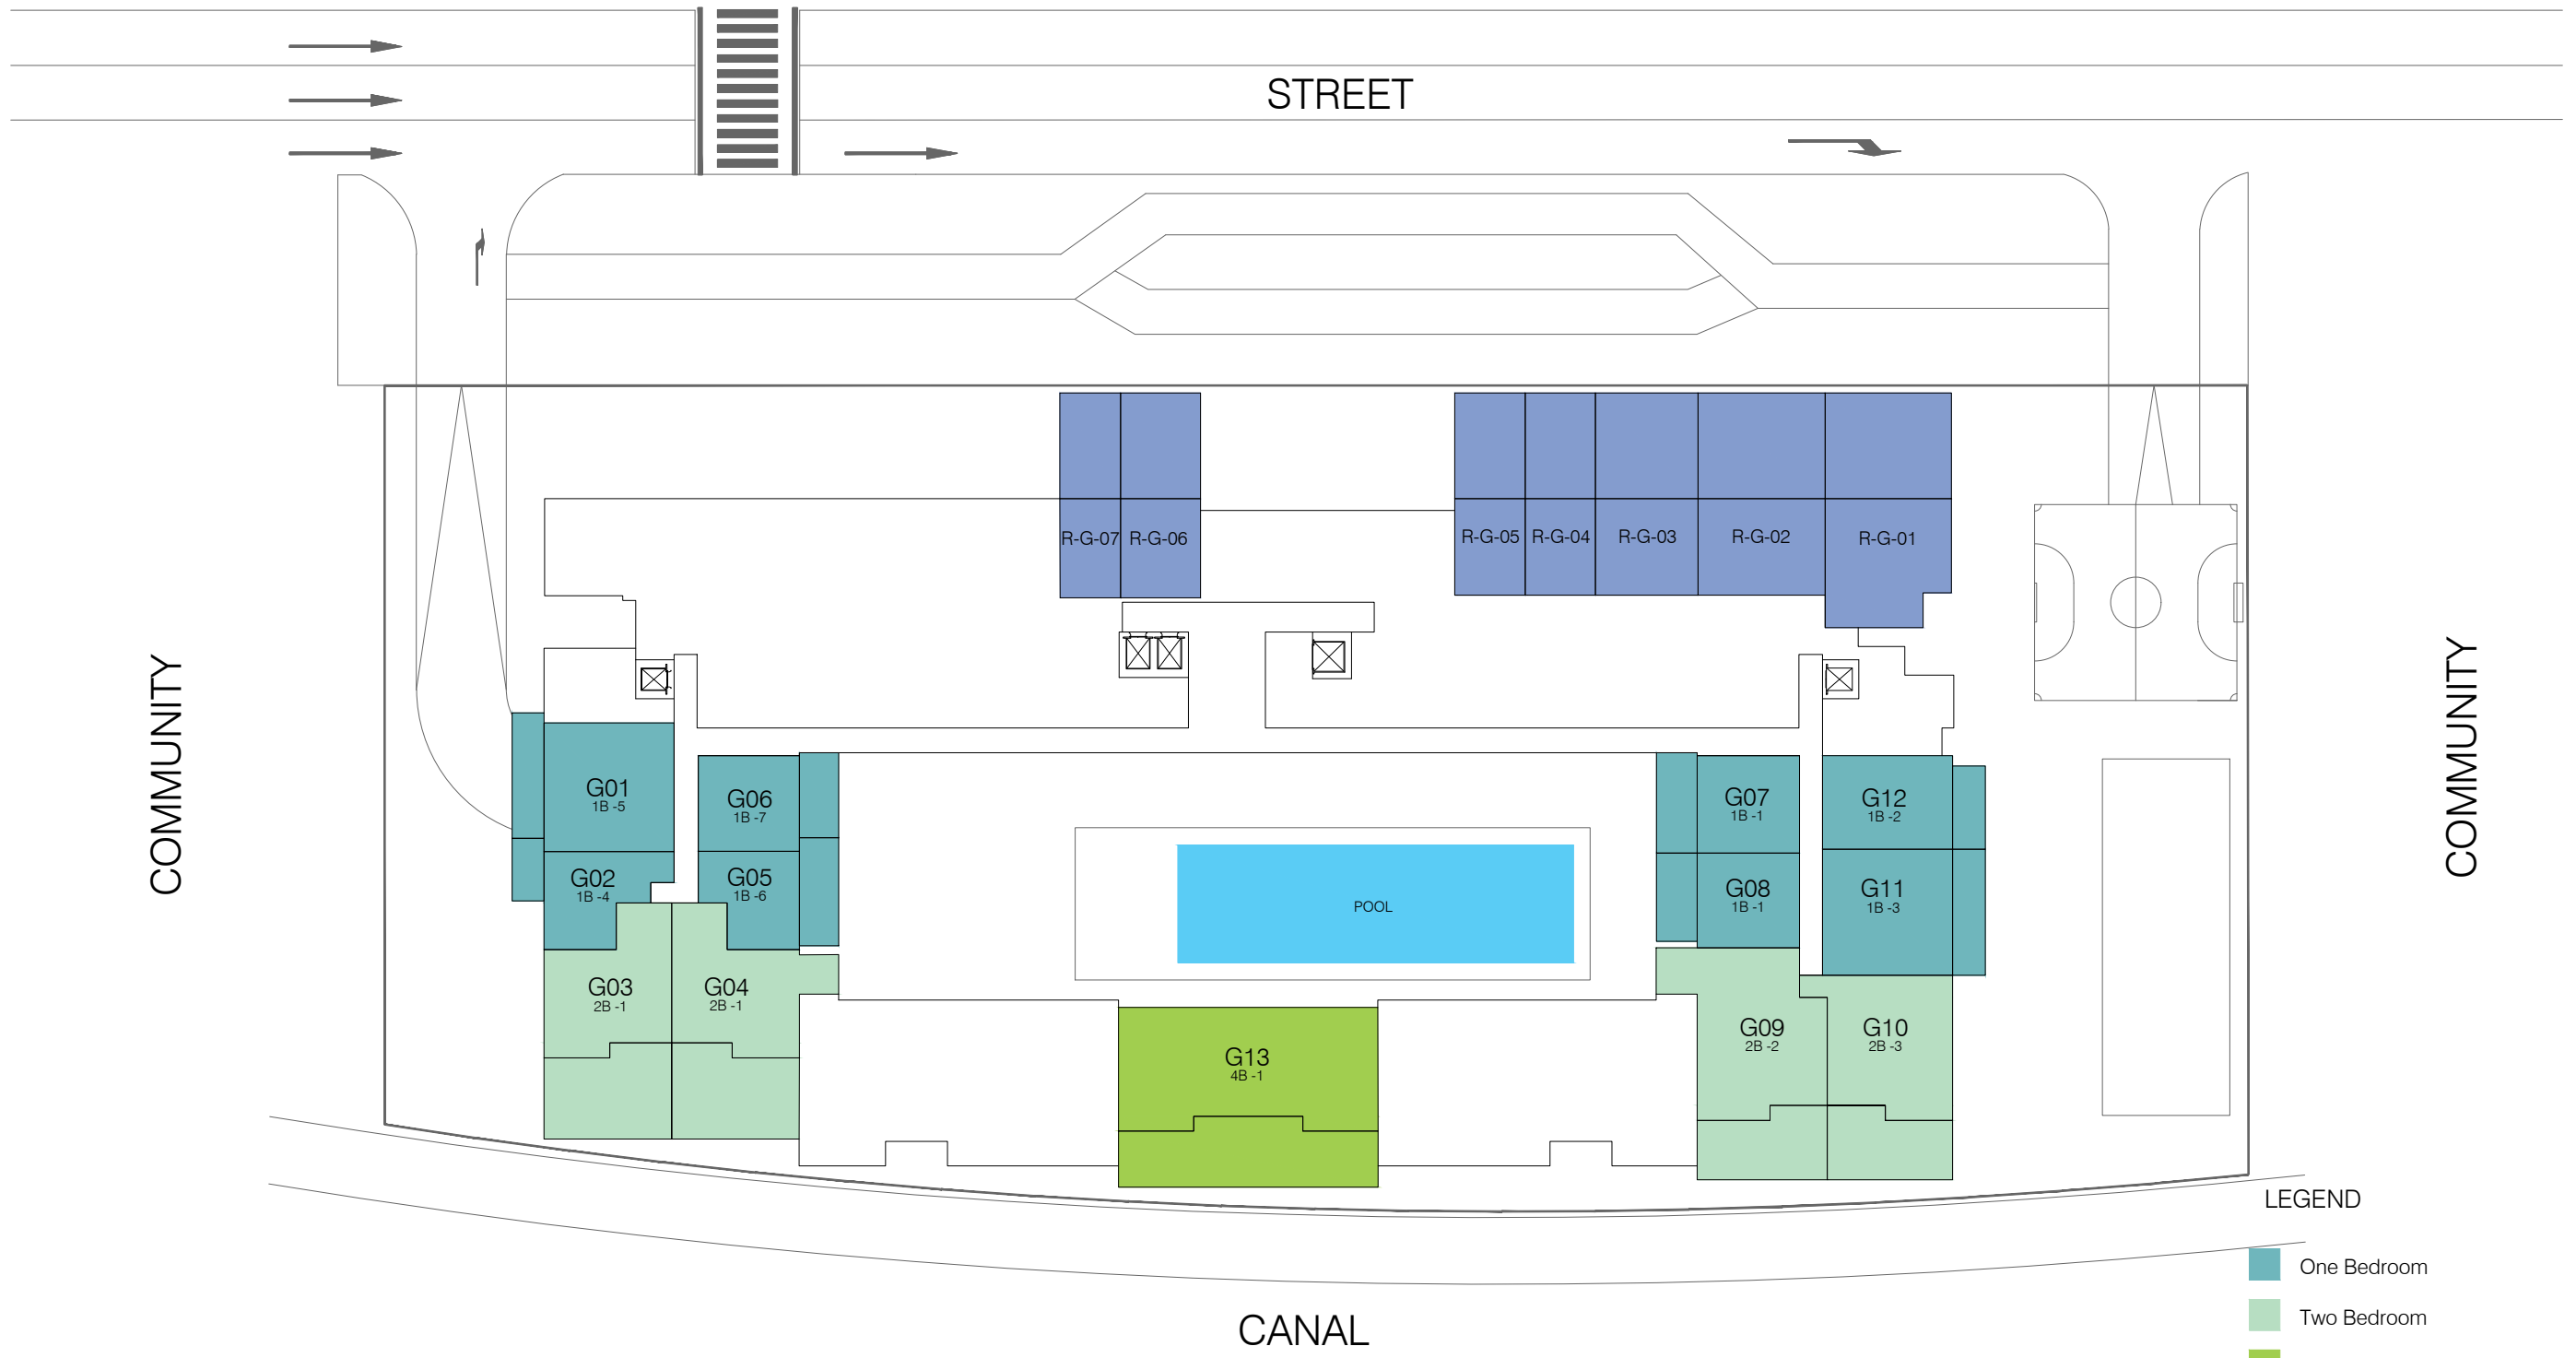 STREET
R-G-07
R-G-06
R-G-05
R-G-04
R-G-03
R-G-02
R-G-01
COMMUNITY
COMMUNITY
G01
1B -5
G06
1B -7
G07
1B -1
G12
1B -2
G02
1B -4
G05
1B -6
G08
1B -1
G11
1B -3
POOL
G03
2B -1
G04
2B -1
G09
2B -2
G10
2B -3
G13
4B -1
LEGEND
One Bedroom
Two Bedroom
CANAL